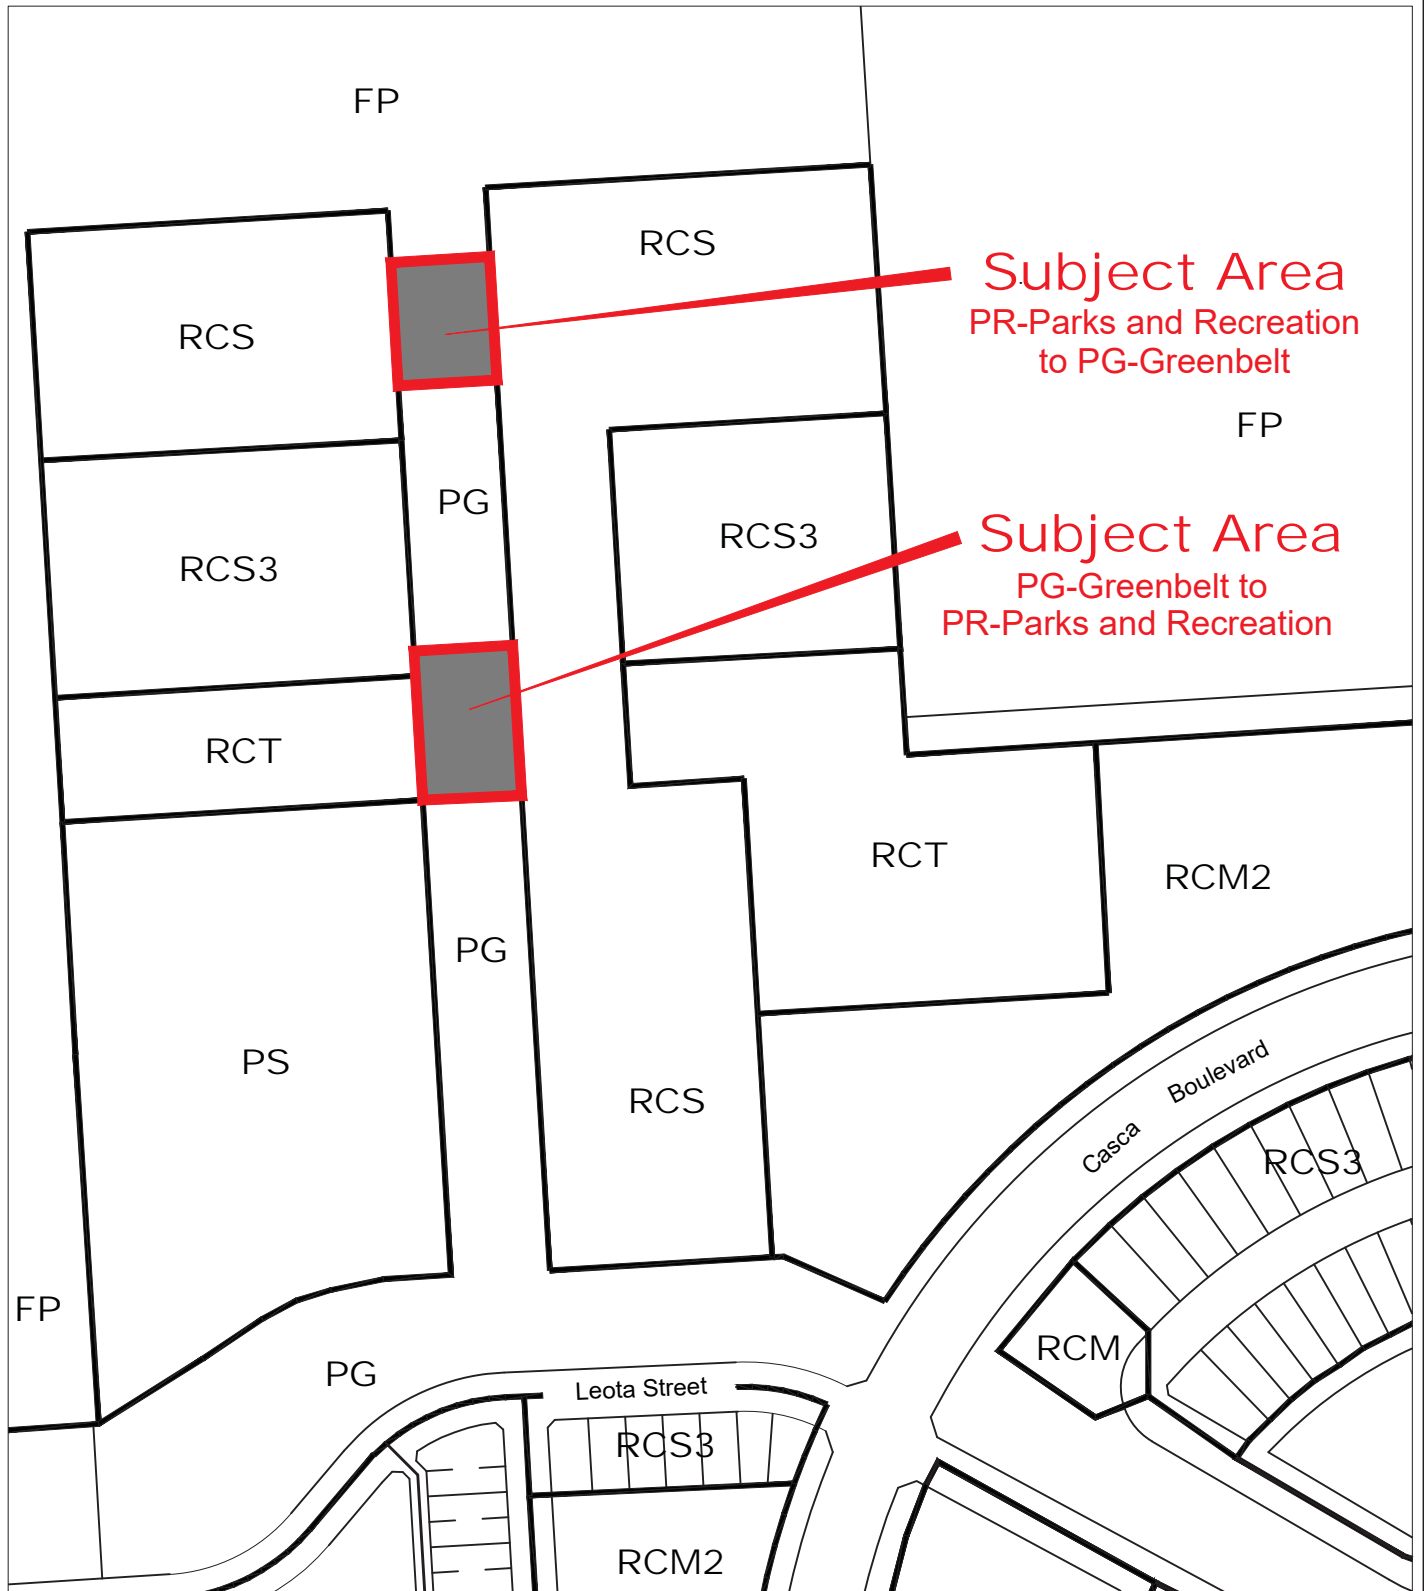 FP
RCS
RCS
Subject Area
PR-Parks and Recreation
to PG-Greenbelt
FP
PG
RCS3
RCS3
Subject Area
PG-Greenbelt to
PR-Parks and Recreation
RCT
RCT
RCM2
PG
PS
RCS
Casca Boulevard
RCS3
FP
RCM
PG
Leota Street
RCS3
RCM2